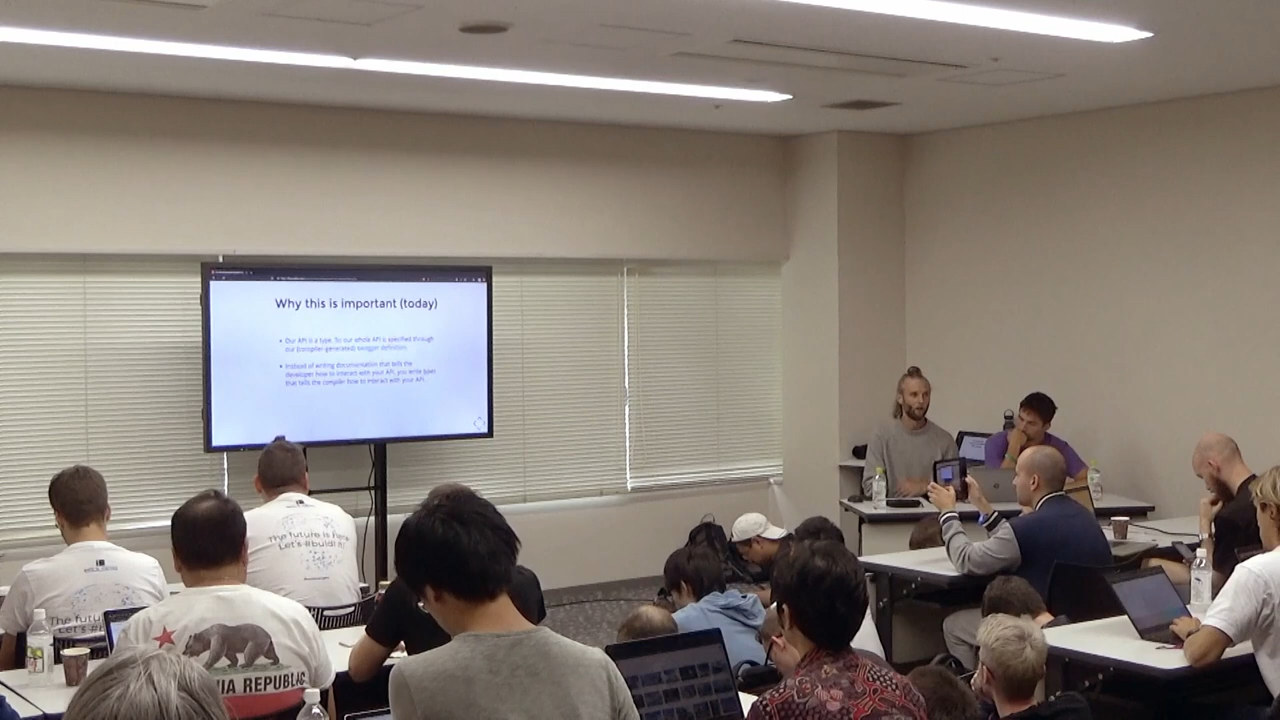 Why this is important (today)
• Our API is a type. So our whole API is specified through
our (compiler-generated) swagger definition.
• Instead of writing documentation that tells the
developer how to interact with your API, you write types
that tells the compiler how to interact with your API.
The future is
Let's #build! it!
The future
Let's
REPUBLIC